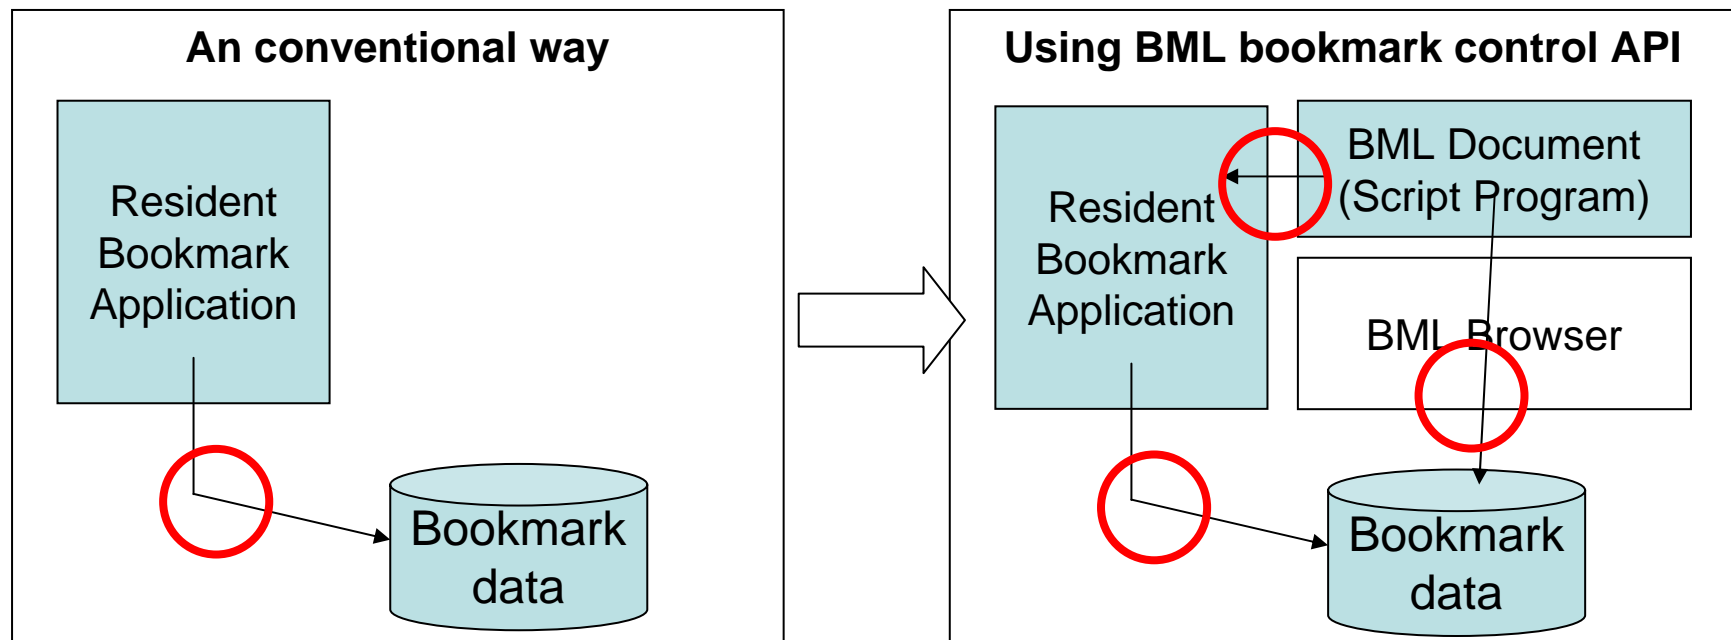 An conventional way
Resident
Bookmark
Application
Bookmark
data
Using BML bookmark control API
Resident
Bookmark
Application
BML Document
(Script Program)
BML Browser
Bookmark
data